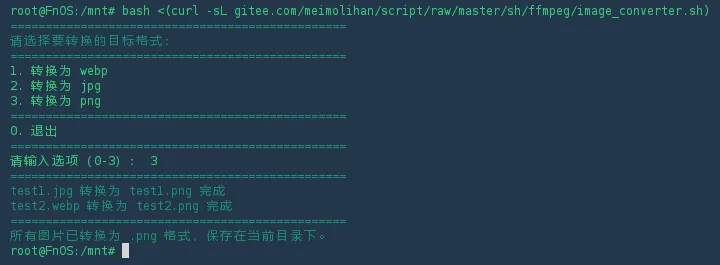 root@FnOS:/mnt# bash <(curl -sL gitee.com/meimolihan/script/raw/master/sh/ffmpeg/image_converter.sh)
================================================
请选择要转换的目标格式:
================================================
1. 转换为 webp
2. 转换为 jpg
3. 转换为 png
================================================
0. 退出
================================================
请输入选项 (0-3) : 3
================================================
test1.jpg 转换为 test1.png 完成
test2.webp 转换为 test2.png 完成
================================================
所有图片已转换为 .png 格式，保存在当前目录下。
root@FnOS:/mnt#